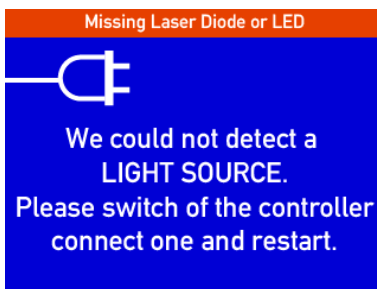 Missing Laser Diode or LED
We could not detect a
LIGHT SOURCE.
Please switch of the controller
connect one and restart.